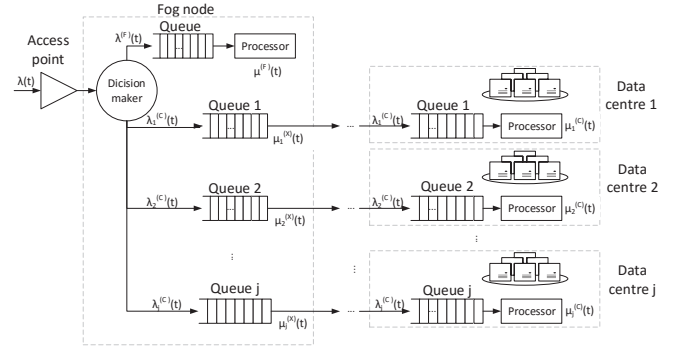 Fog node
Access
point
λ(t)
Dicision
maker
λ⁽ᶠ⁾(t)
Queue
...
Processor
μ⁽ᶠ⁾(t)
λ₁⁽ᶜ⁾(t)
Queue 1
...
μ₁⁽ˣ⁾(t)
...
λ₁⁽ᶜ⁾(t)
Queue 1
...
Processor
μ₁⁽ᶜ⁾(t)
Data
centre 1
λ₂⁽ᶜ⁾(t)
Queue 2
...
μ₂⁽ˣ⁾(t)
...
λ₂⁽ᶜ⁾(t)
Queue 2
...
Processor
μ₂⁽ᶜ⁾(t)
Data
centre 2
...
...
...
λⱼ⁽ᶜ⁾(t)
Queue j
...
μⱼ⁽ˣ⁾(t)
...
λⱼ⁽ᶜ⁾(t)
Queue j
...
Processor
μⱼ⁽ᶜ⁾(t)
Data
centre j